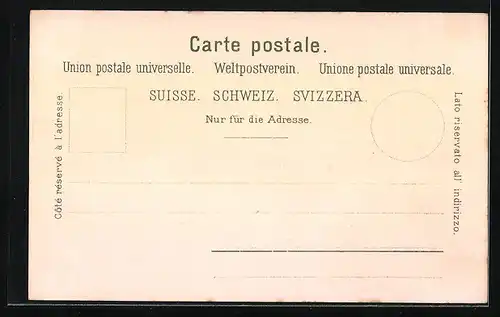 Carte postale.
Union postale universelle. Weltpostverein. Unione postale universale.
SUISSE. SCHWEIZ. SVIZZERA.
Nur für die Adresse.
Côté réservé à l'adresse.
Lato riservato all' indirizzo.